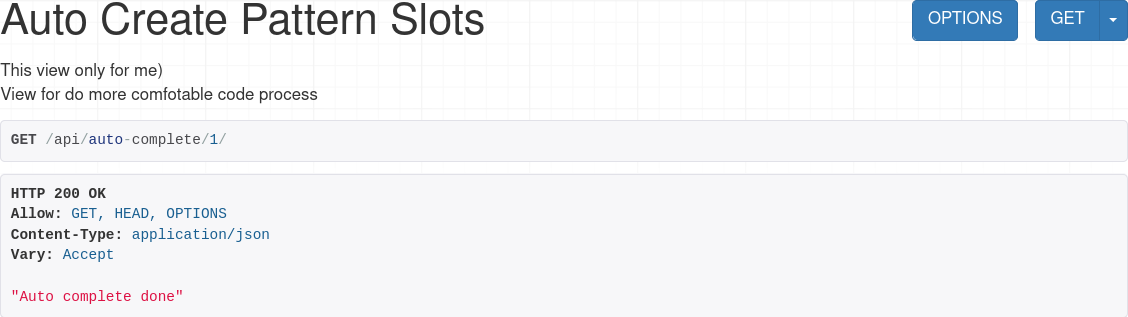 Auto Create Pattern Slots
OPTIONS
GET
This view only for me)
View for do more comfotable code process
GET /api/auto-complete/1/
HTTP 200 OK
Allow: GET, HEAD, OPTIONS
Content-Type: application/json
Vary: Accept
"Auto complete done"